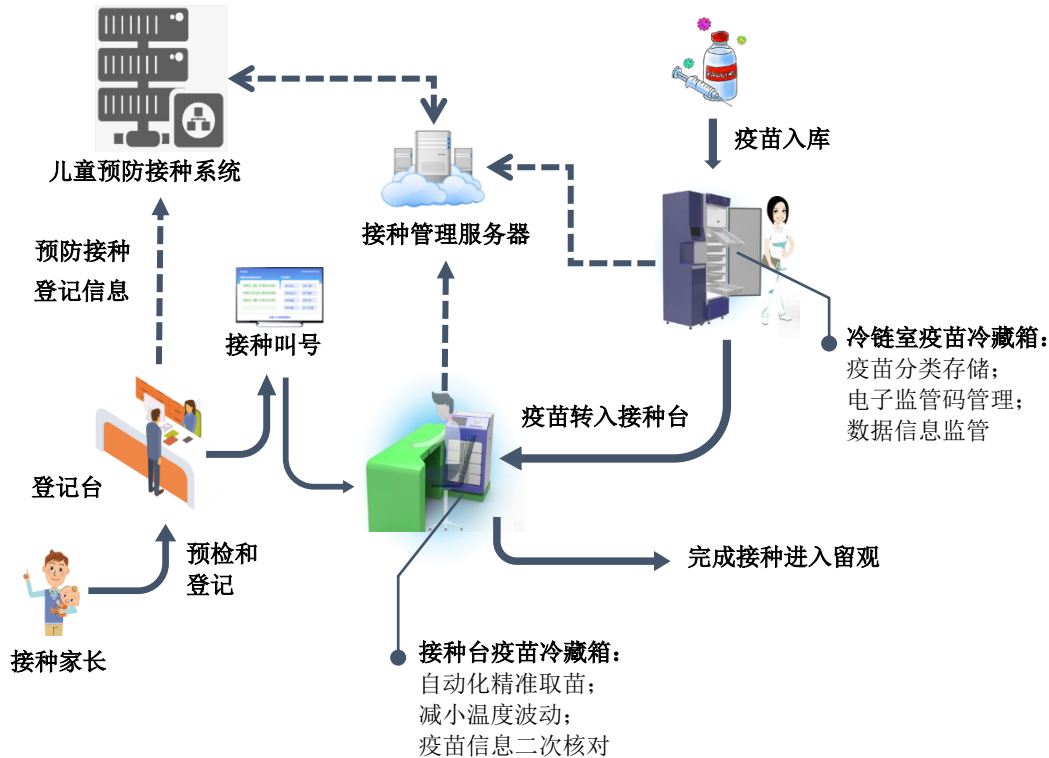 疫苗入库
儿童预防接种系统
接种管理服务器
预防接种
登记信息
接种叫号
冷链室疫苗冷藏箱：
疫苗分类存储；
电子监管码管理；
数据信息监管
疫苗转入接种台
登记台
预检和
登记
完成接种进入留观
接种家长
接种台疫苗冷藏箱：
自动化精准取苗；
减小温度波动；
疫苗信息二次核对